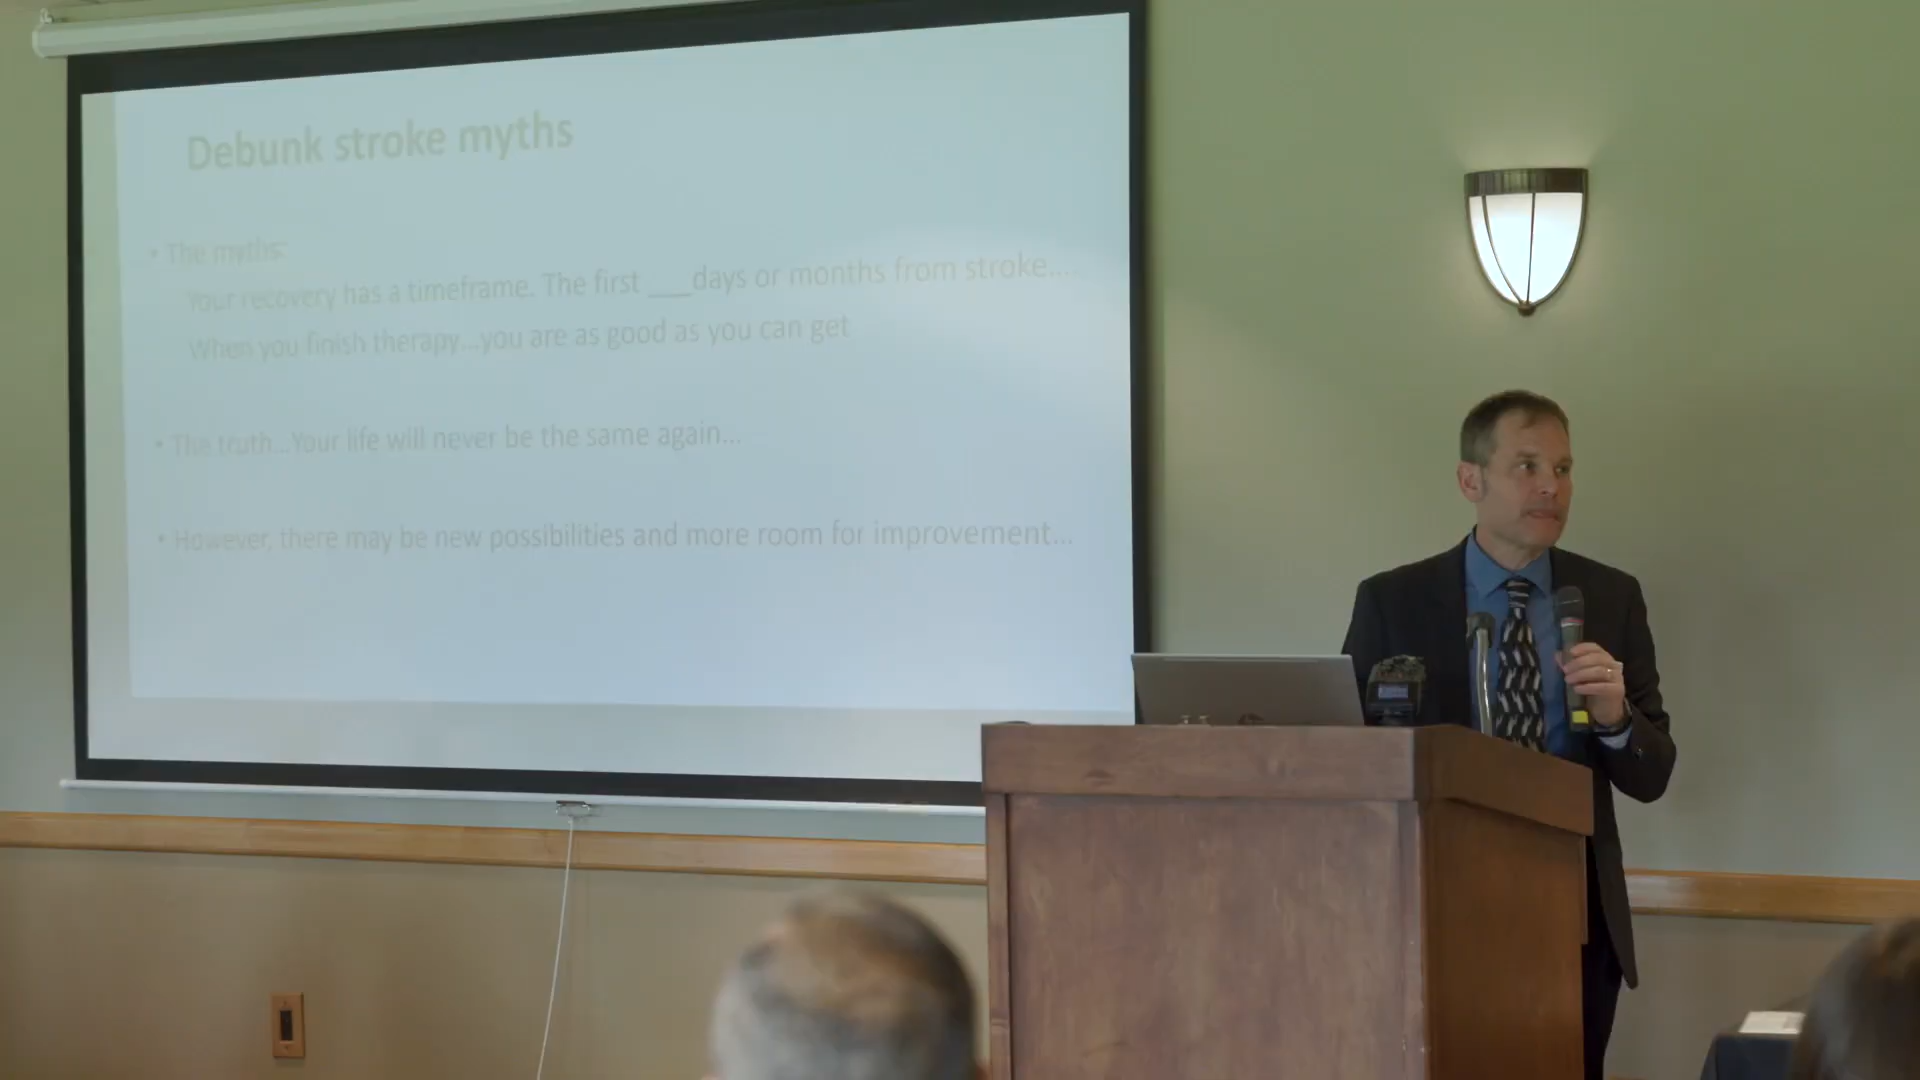 Debunk stroke myths
• The myths:
Your recovery has a timeframe. The first ___days or months from stroke...
When you finish therapy...you are as good as you can get
• The truth...Your life will never be the same again...
• However, there may be new possibilities and more room for improvement...